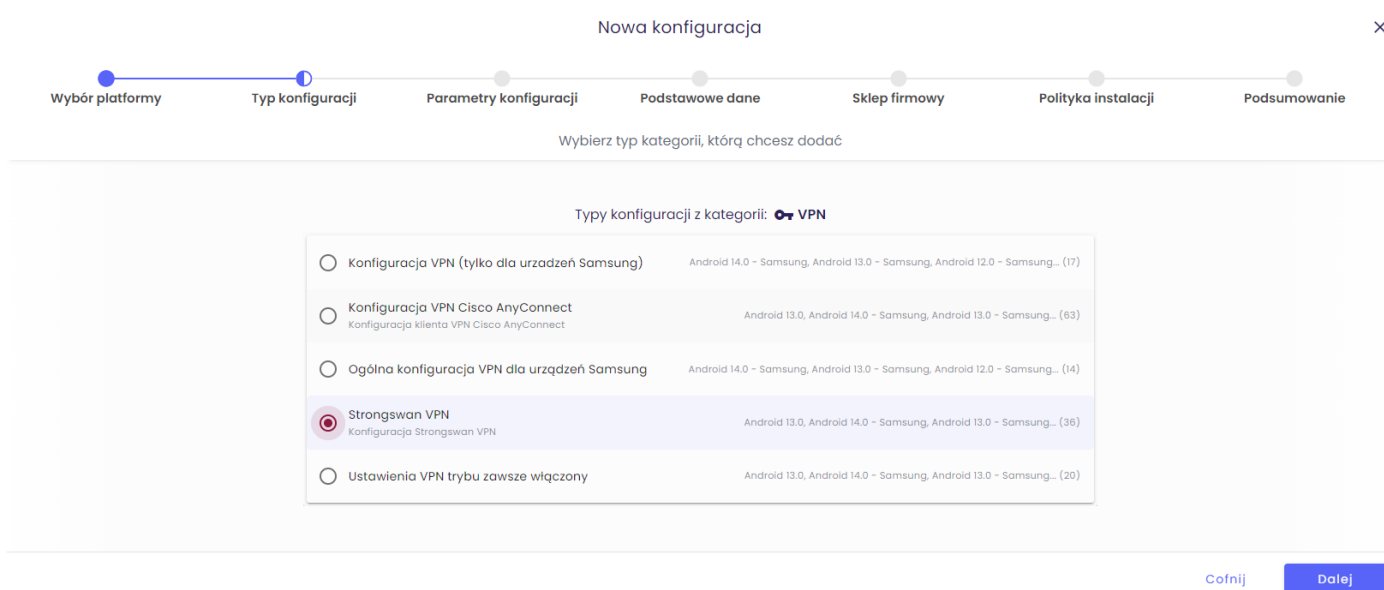 Nowa konfiguracja
Wybór platformy Typ konfiguracji Parametry konfiguracji Podstawowe dane Sklep firmowy Polityka instalacji Podsumowanie
Wybierz typ kategorii, którą chcesz dodać
Typy konfiguracji z kategorii: VPN
Konfiguracja VPN (tylko dla urzadzeń Samsung) Android 14.0 - Samsung, Android 13.0 - Samsung, Android 12.0 - Samsung... (17)
Konfiguracja VPN Cisco AnyConnect
Konfiguracja klienta VPN Cisco AnyConnect Android 13.0, Android 14.0 - Samsung, Android 13.0 - Samsung... (63)
Ogólna konfiguracja VPN dla urządzeń Samsung Android 14.0 - Samsung, Android 13.0 - Samsung, Android 12.0 - Samsung... (14)
Strongswan VPN
Konfiguracja Strongswan VPN Android 13.0, Android 14.0 - Samsung, Android 13.0 - Samsung... (36)
Ustawienia VPN trybu zawsze włączony Android 13.0, Android 14.0 - Samsung, Android 13.0 - Samsung... (20)
Cofnij Dalej